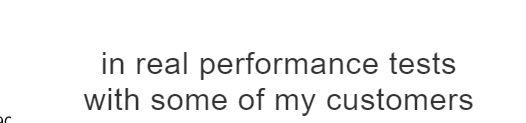 in real performance tests
with some of my customers